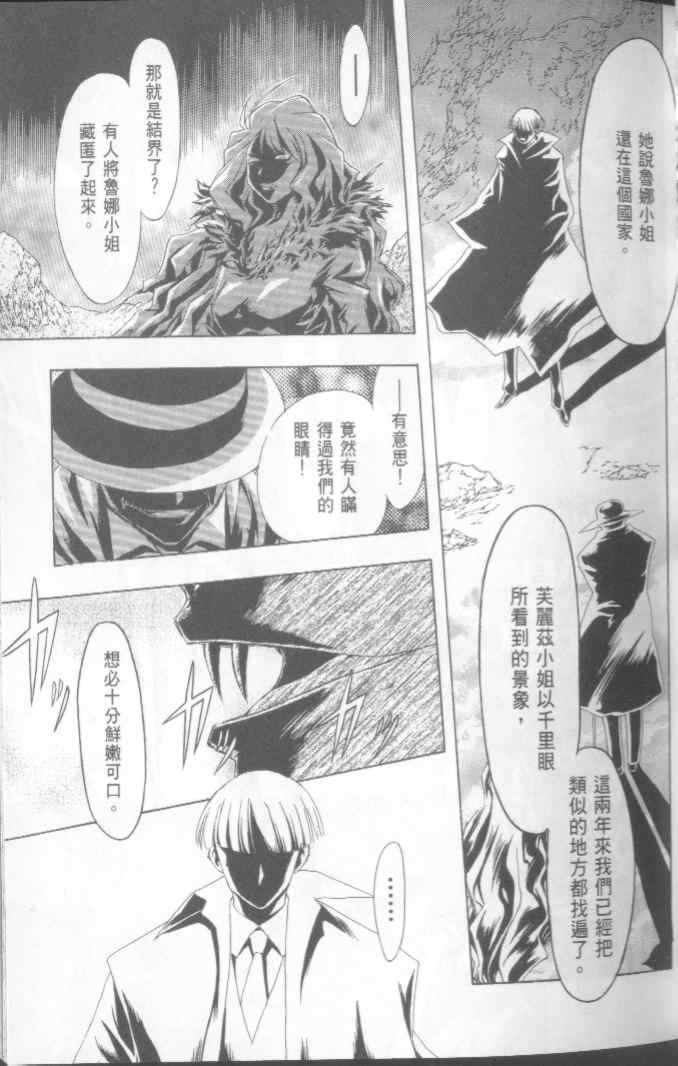 她說魯娜小姐
還在這個國家。
芙麗茲小姐以千里眼
所看到的景象，
這兩年來我們已經把
類似的地方都找遍了。
——
那就是結界了？
有人將魯娜小姐
藏匿了起來。
——有意思！
竟然有人瞞
得過我們的
眼睛！
想必十分鮮嫩可口。
……